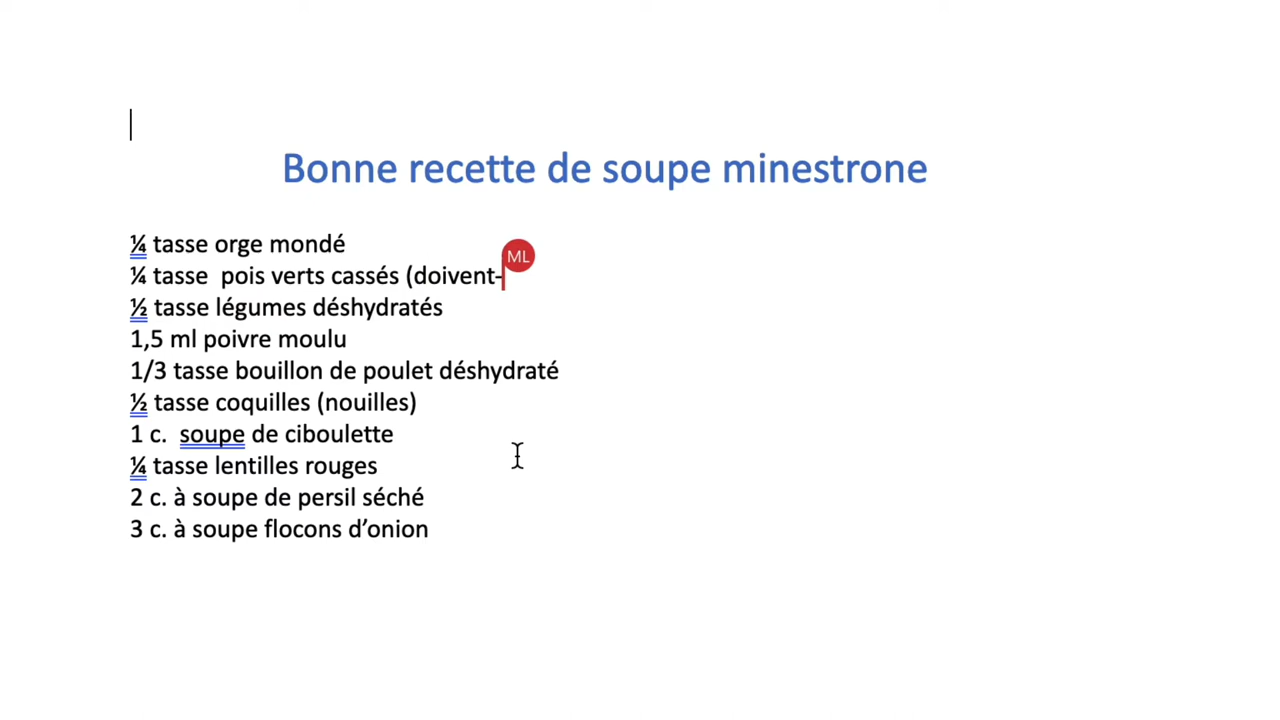 Bonne recette de soupe minestrone
¼ tasse orge mondé
ML
¼ tasse  pois verts cassés (doivent-
½ tasse légumes déshydratés
1,5 ml poivre moulu
1/3 tasse bouillon de poulet déshydraté
½ tasse coquilles (nouilles)
1 c.  soupe de ciboulette
¼ tasse lentilles rouges
2 c. à soupe de persil séché
3 c. à soupe flocons d’onion